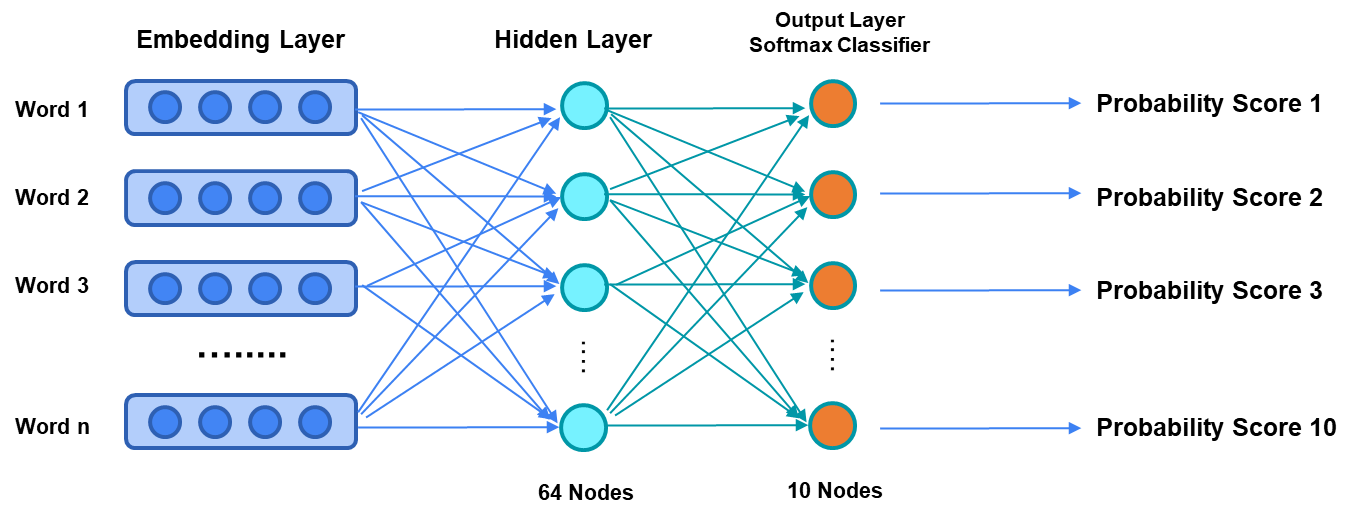 Embedding Layer
Hidden Layer
Output Layer
Softmax Classifier
Word 1
Probability Score 1
Word 2
Probability Score 2
Word 3
Probability Score 3
Word n
Probability Score 10
64 Nodes
10 Nodes